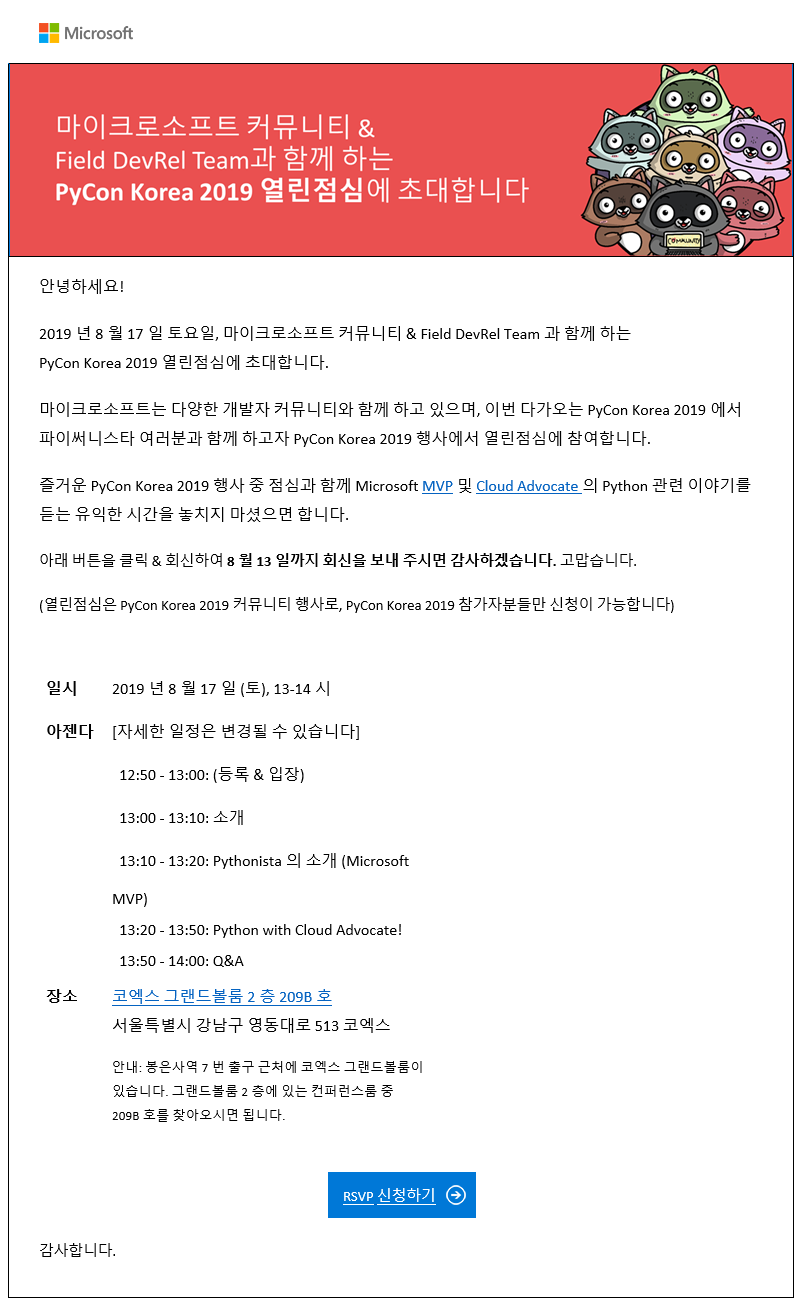 Microsoft
마이크로소프트 커뮤니티 &
Field DevRel Team과 함께 하는
PyCon Korea 2019 열린점심에 초대합니다
COMMUNITY
안녕하세요!
2019 년 8 월 17 일 토요일, 마이크로소프트 커뮤니티 & Field DevRel Team 과 함께 하는
PyCon Korea 2019 열린점심에 초대합니다.
마이크로소프트는 다양한 개발자 커뮤니티와 함께 하고 있으며, 이번 다가오는 PyCon Korea 2019 에서
파이써니스타 여러분과 함께 하고자 PyCon Korea 2019 행사에서 열린점심에 참여합니다.
즐거운 PyCon Korea 2019 행사 중 점심과 함께 Microsoft MVP 및 Cloud Advocate 의 Python 관련 이야기를
듣는 유익한 시간을 놓치지 마셨으면 합니다.
아래 버튼을 클릭 & 회신하여 8 월 13 일까지 회신을 보내 주시면 감사하겠습니다. 고맙습니다.
(열린점심은 PyCon Korea 2019 커뮤니티 행사로, PyCon Korea 2019 참가자분들만 신청이 가능합니다)
일시 2019 년 8 월 17 일 (토), 13-14 시
아젠다 [자세한 일정은 변경될 수 있습니다]
12:50 - 13:00: (등록 & 입장)
13:00 - 13:10: 소개
13:10 - 13:20: Pythonista 의 소개 (Microsoft
MVP)
13:20 - 13:50: Python with Cloud Advocate!
13:50 - 14:00: Q&A
장소 코엑스 그랜드볼룸 2 층 209B 호
서울특별시 강남구 영동대로 513 코엑스
안내: 봉은사역 7 번 출구 근처에 코엑스 그랜드볼룸이
있습니다. 그랜드볼룸 2 층에 있는 컨퍼런스룸 중
209B 호를 찾아오시면 됩니다.
RSVP 신청하기
감사합니다.